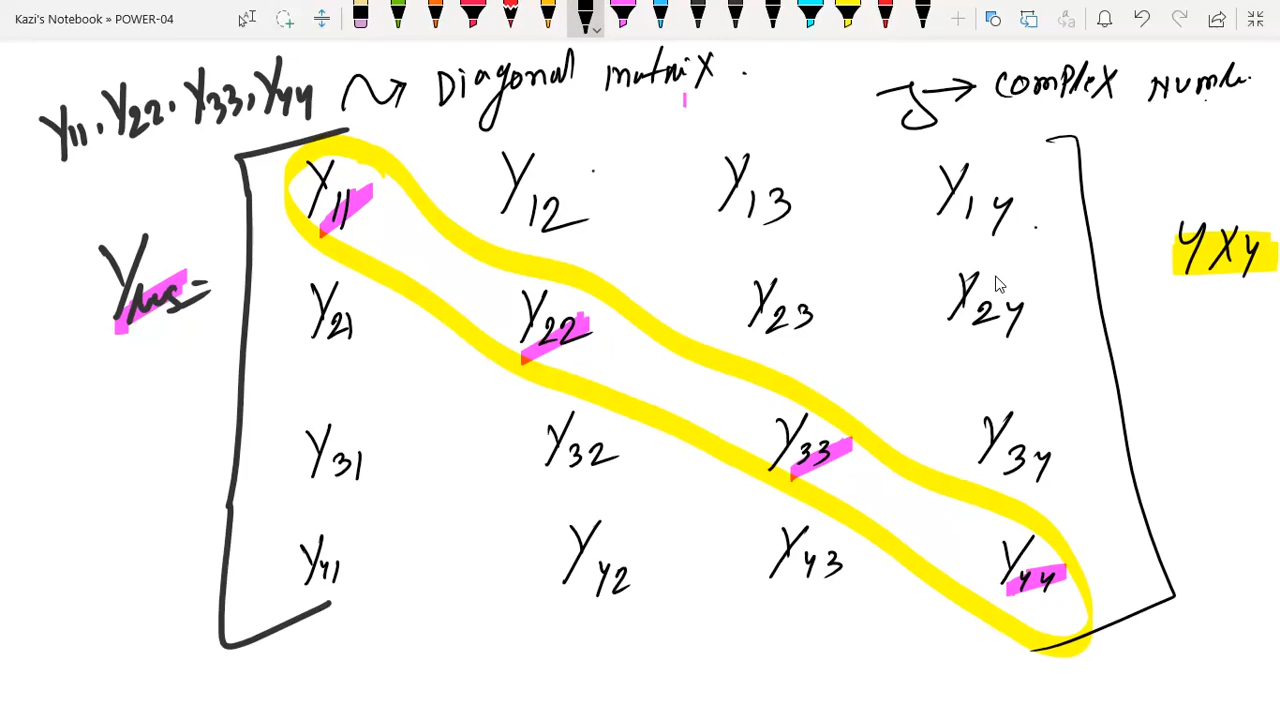 Kazi's Notebook » POWER-04
Y11, Y22, Y33, Y44 Diagonal matrix. y → complex Numbe.
Y11 Y12 Y13 Y14
4X4
Ybus =
Y21 Y22 Y23 Y24
Y31 Y32 Y33 Y34
Y41 Y42 Y43 Y44